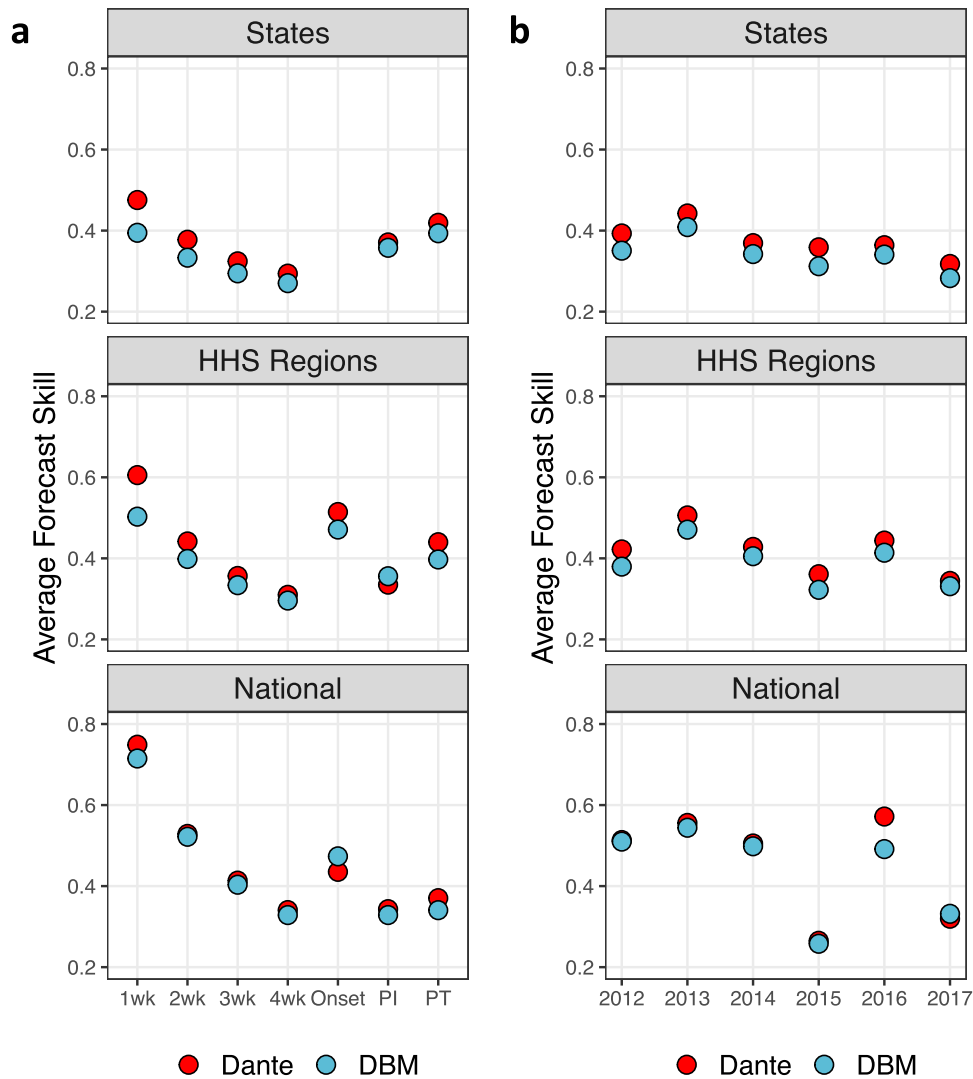 a
States
0.8
0.6
0.4
0.2
HHS Regions
0.8
0.6
0.4
0.2
National
0.8
0.6
0.4
0.2
Average Forecast Skill
1wk 2wk 3wk 4wk Onset PI PT
Dante DBM
b
States
0.8
0.6
0.4
0.2
HHS Regions
0.8
0.6
0.4
0.2
National
0.8
0.6
0.4
0.2
Average Forecast Skill
2012 2013 2014 2015 2016 2017
Dante DBM